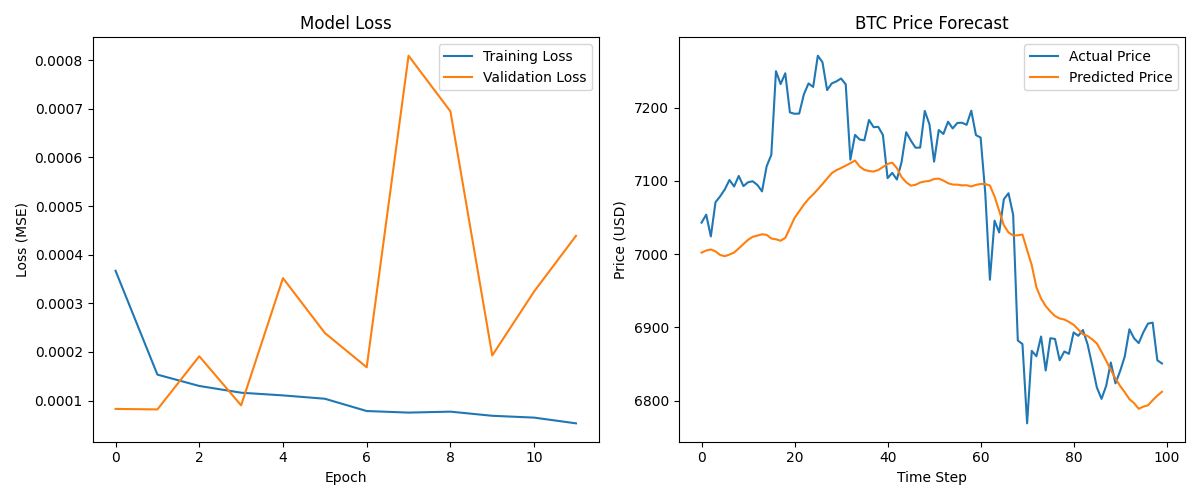 Model Loss
Training Loss
Validation Loss
Loss (MSE)
0.0008
0.0007
0.0006
0.0005
0.0004
0.0003
0.0002
0.0001
0 2 4 6 8 10
Epoch
BTC Price Forecast
Actual Price
Predicted Price
Price (USD)
7200
7100
7000
6900
6800
0 20 40 60 80 100
Time Step